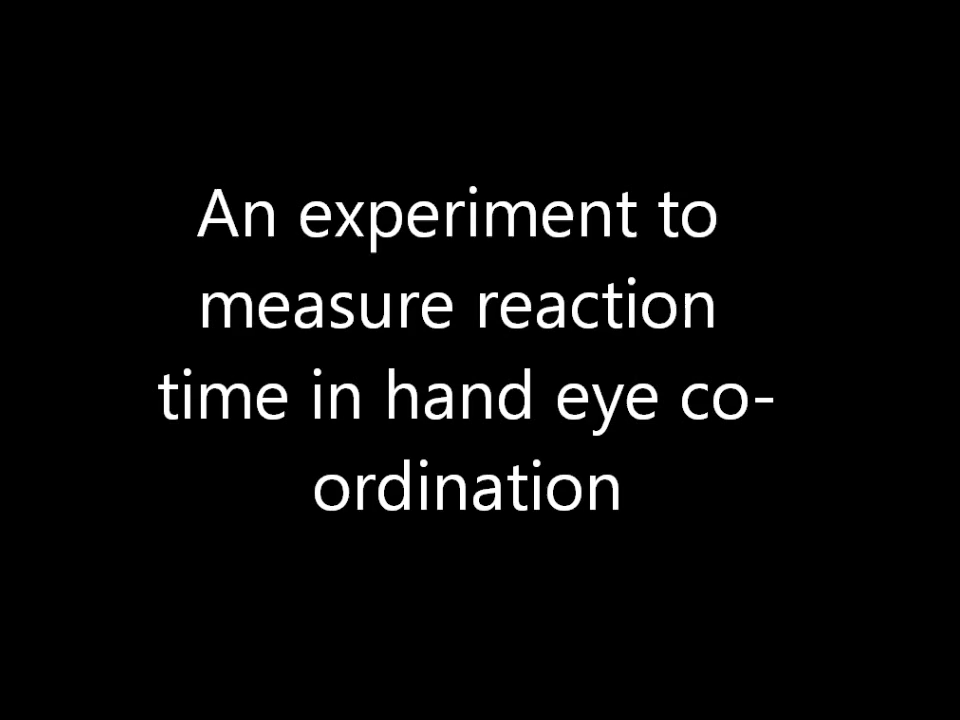 An experiment to
measure reaction
time in hand eye co-
ordination